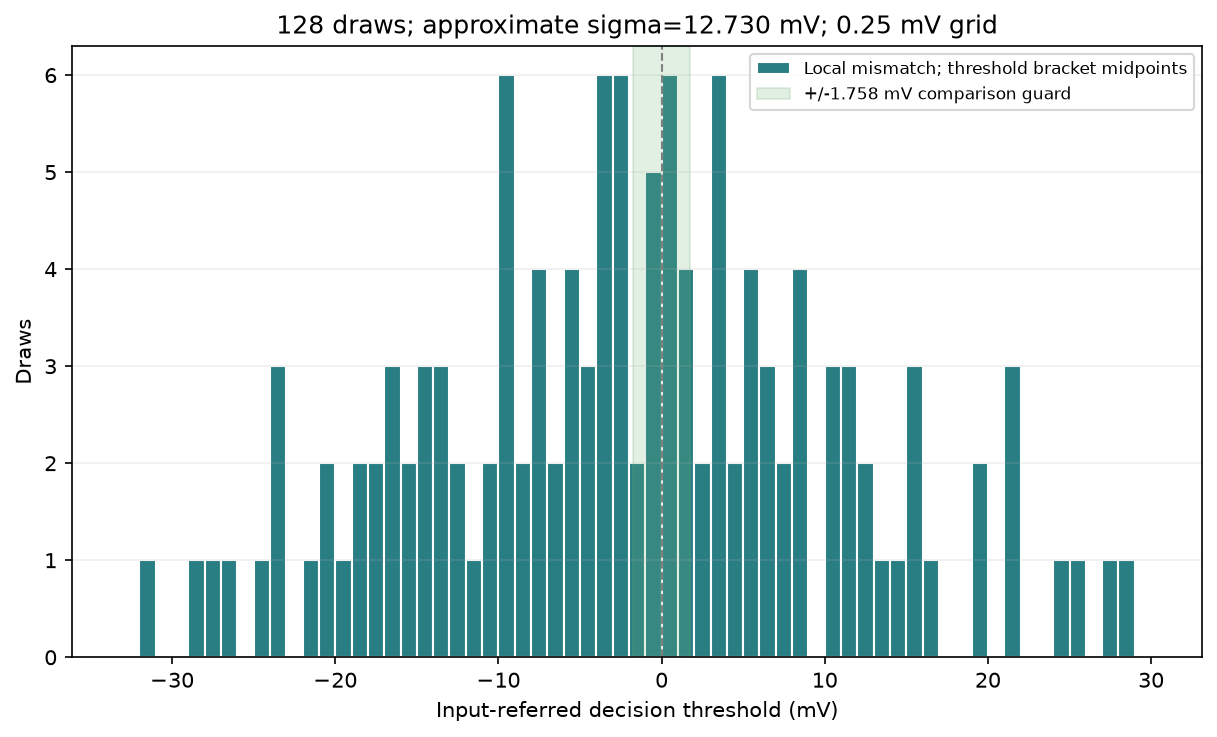 128 draws; approximate sigma=12.730 mV; 0.25 mV grid
Local mismatch; threshold bracket midpoints
+/-1.758 mV comparison guard
Draws
6
5
4
3
2
1
0
−30
−20
−10
0
10
20
30
Input-referred decision threshold (mV)